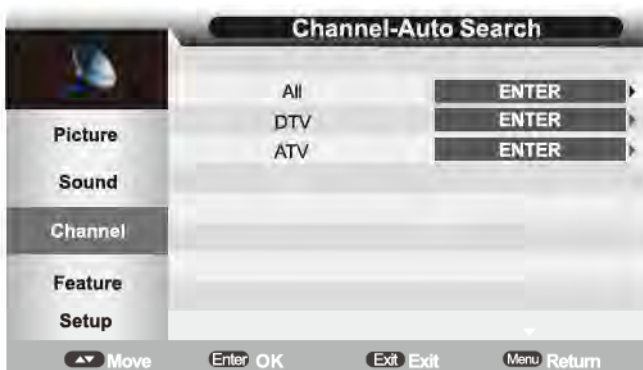 Channel-Auto Search
All ENTER
DTV ENTER
ATV ENTER
Picture
Sound
Channel
Feature
Setup
Move Enter OK Exit Exit Menu Return